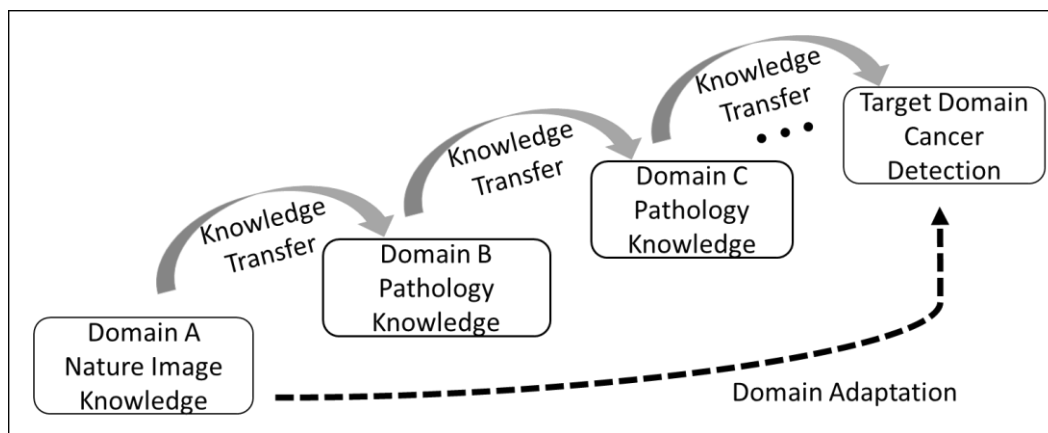 Knowledge
Transfer
Domain A
Nature Image
Knowledge
Knowledge
Transfer
Domain B
Pathology
Knowledge
Knowledge
Transfer
• • •
Domain C
Pathology
Knowledge
Target Domain
Cancer
Detection
Domain Adaptation